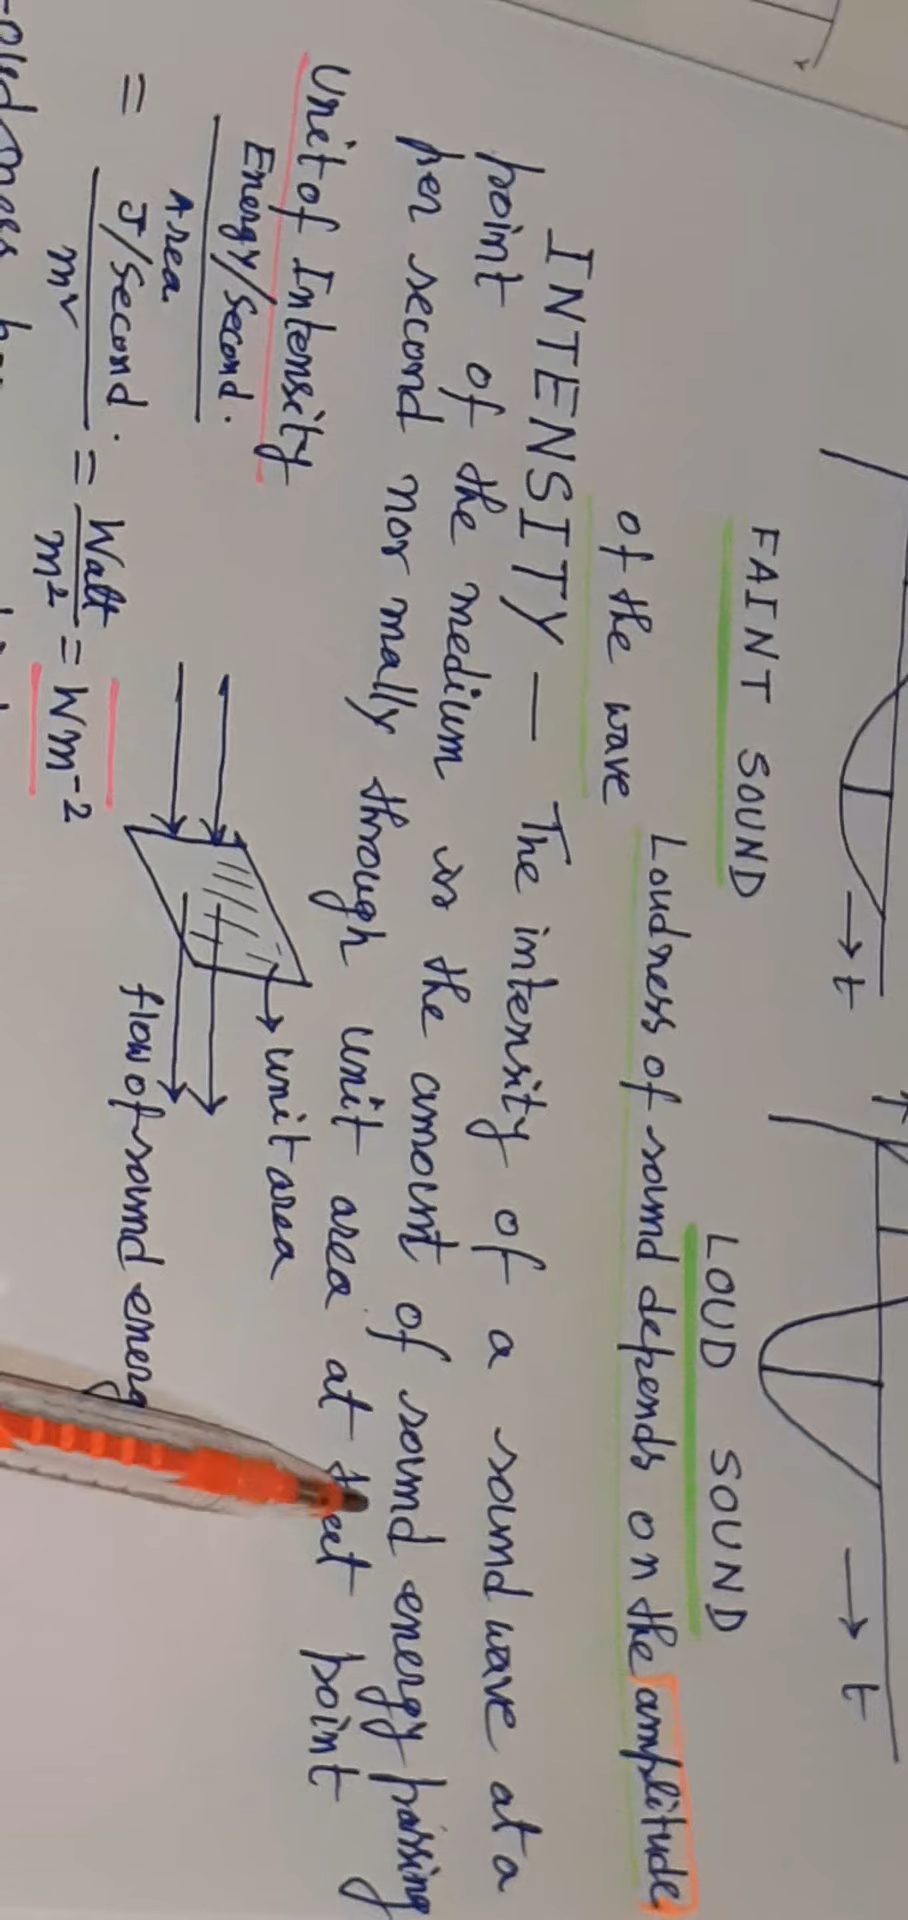 → t
→ t
FAINT SOUND
LOUD SOUND
Loudness of sound depends on the amplitude
of the wave
INTENSITY — The intensity of a sound wave at a
point of the medium is the amount of sound energy passing
per second normally through unit area at that point
Unit of Intensity
→ unit area
Energy/Second.
Area
flow of sound energ
= J/Second. = Watt = Wm⁻²
m² m²